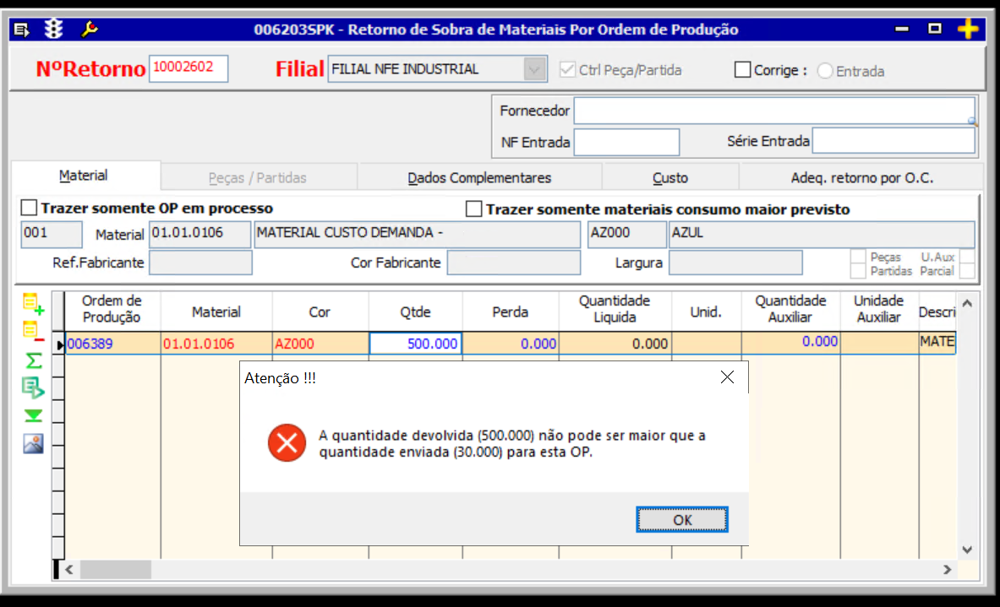 006203SPK - Retorno de Sobra de Materiais Por Ordem de Produção
NºRetorno 10002602 Filial FILIAL NFE INDUSTRIAL Ctrl Peça/Partida Corrige : Entrada
Fornecedor
NF Entrada Série Entrada
Material Peças / Partidas Dados Complementares Custo Adeq. retorno por O.C.
Trazer somente OP em processo Trazer somente materiais consumo maior previsto
001 Material 01.01.0106 MATERIAL CUSTO DEMANDA - AZ000 AZUL
Ref.Fabricante Cor Fabricante Largura Peças U.Aux
Partidas Parcial
Ordem de Produção Material Cor Qtde Perda Quantidade Liquida Unid. Quantidade Auxiliar Unidade Auxiliar Descri
006389 01.01.0106 AZ000 500.000 0.000 0.000 0.000 MATE
Atenção !!!
A quantidade devolvida (500.000) não pode ser maior que a
quantidade enviada (30.000) para esta OP.
OK